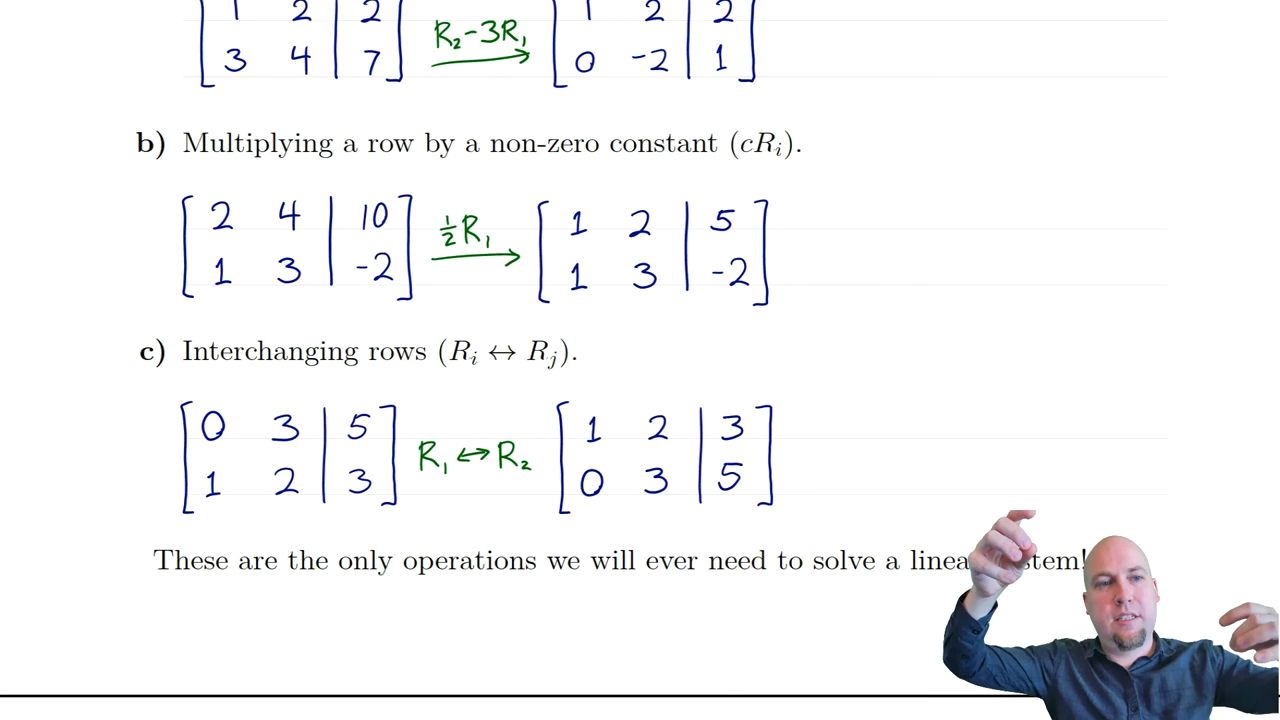 1 2 | 2 1 2 | 2
R₂-3R₁
3 4 | 7 0 -2 | 1
b) Multiplying a row by a non-zero constant (cRᵢ).
2 4 | 10 1 2 | 5
½R₁
1 3 | -2 1 3 | -2
c) Interchanging rows (Rᵢ ↔ Rⱼ).
0 3 | 5 1 2 | 3
R₁ ↔ R₂
1 2 | 3 0 3 | 5
These are the only operations we will ever need to solve a linea tem!